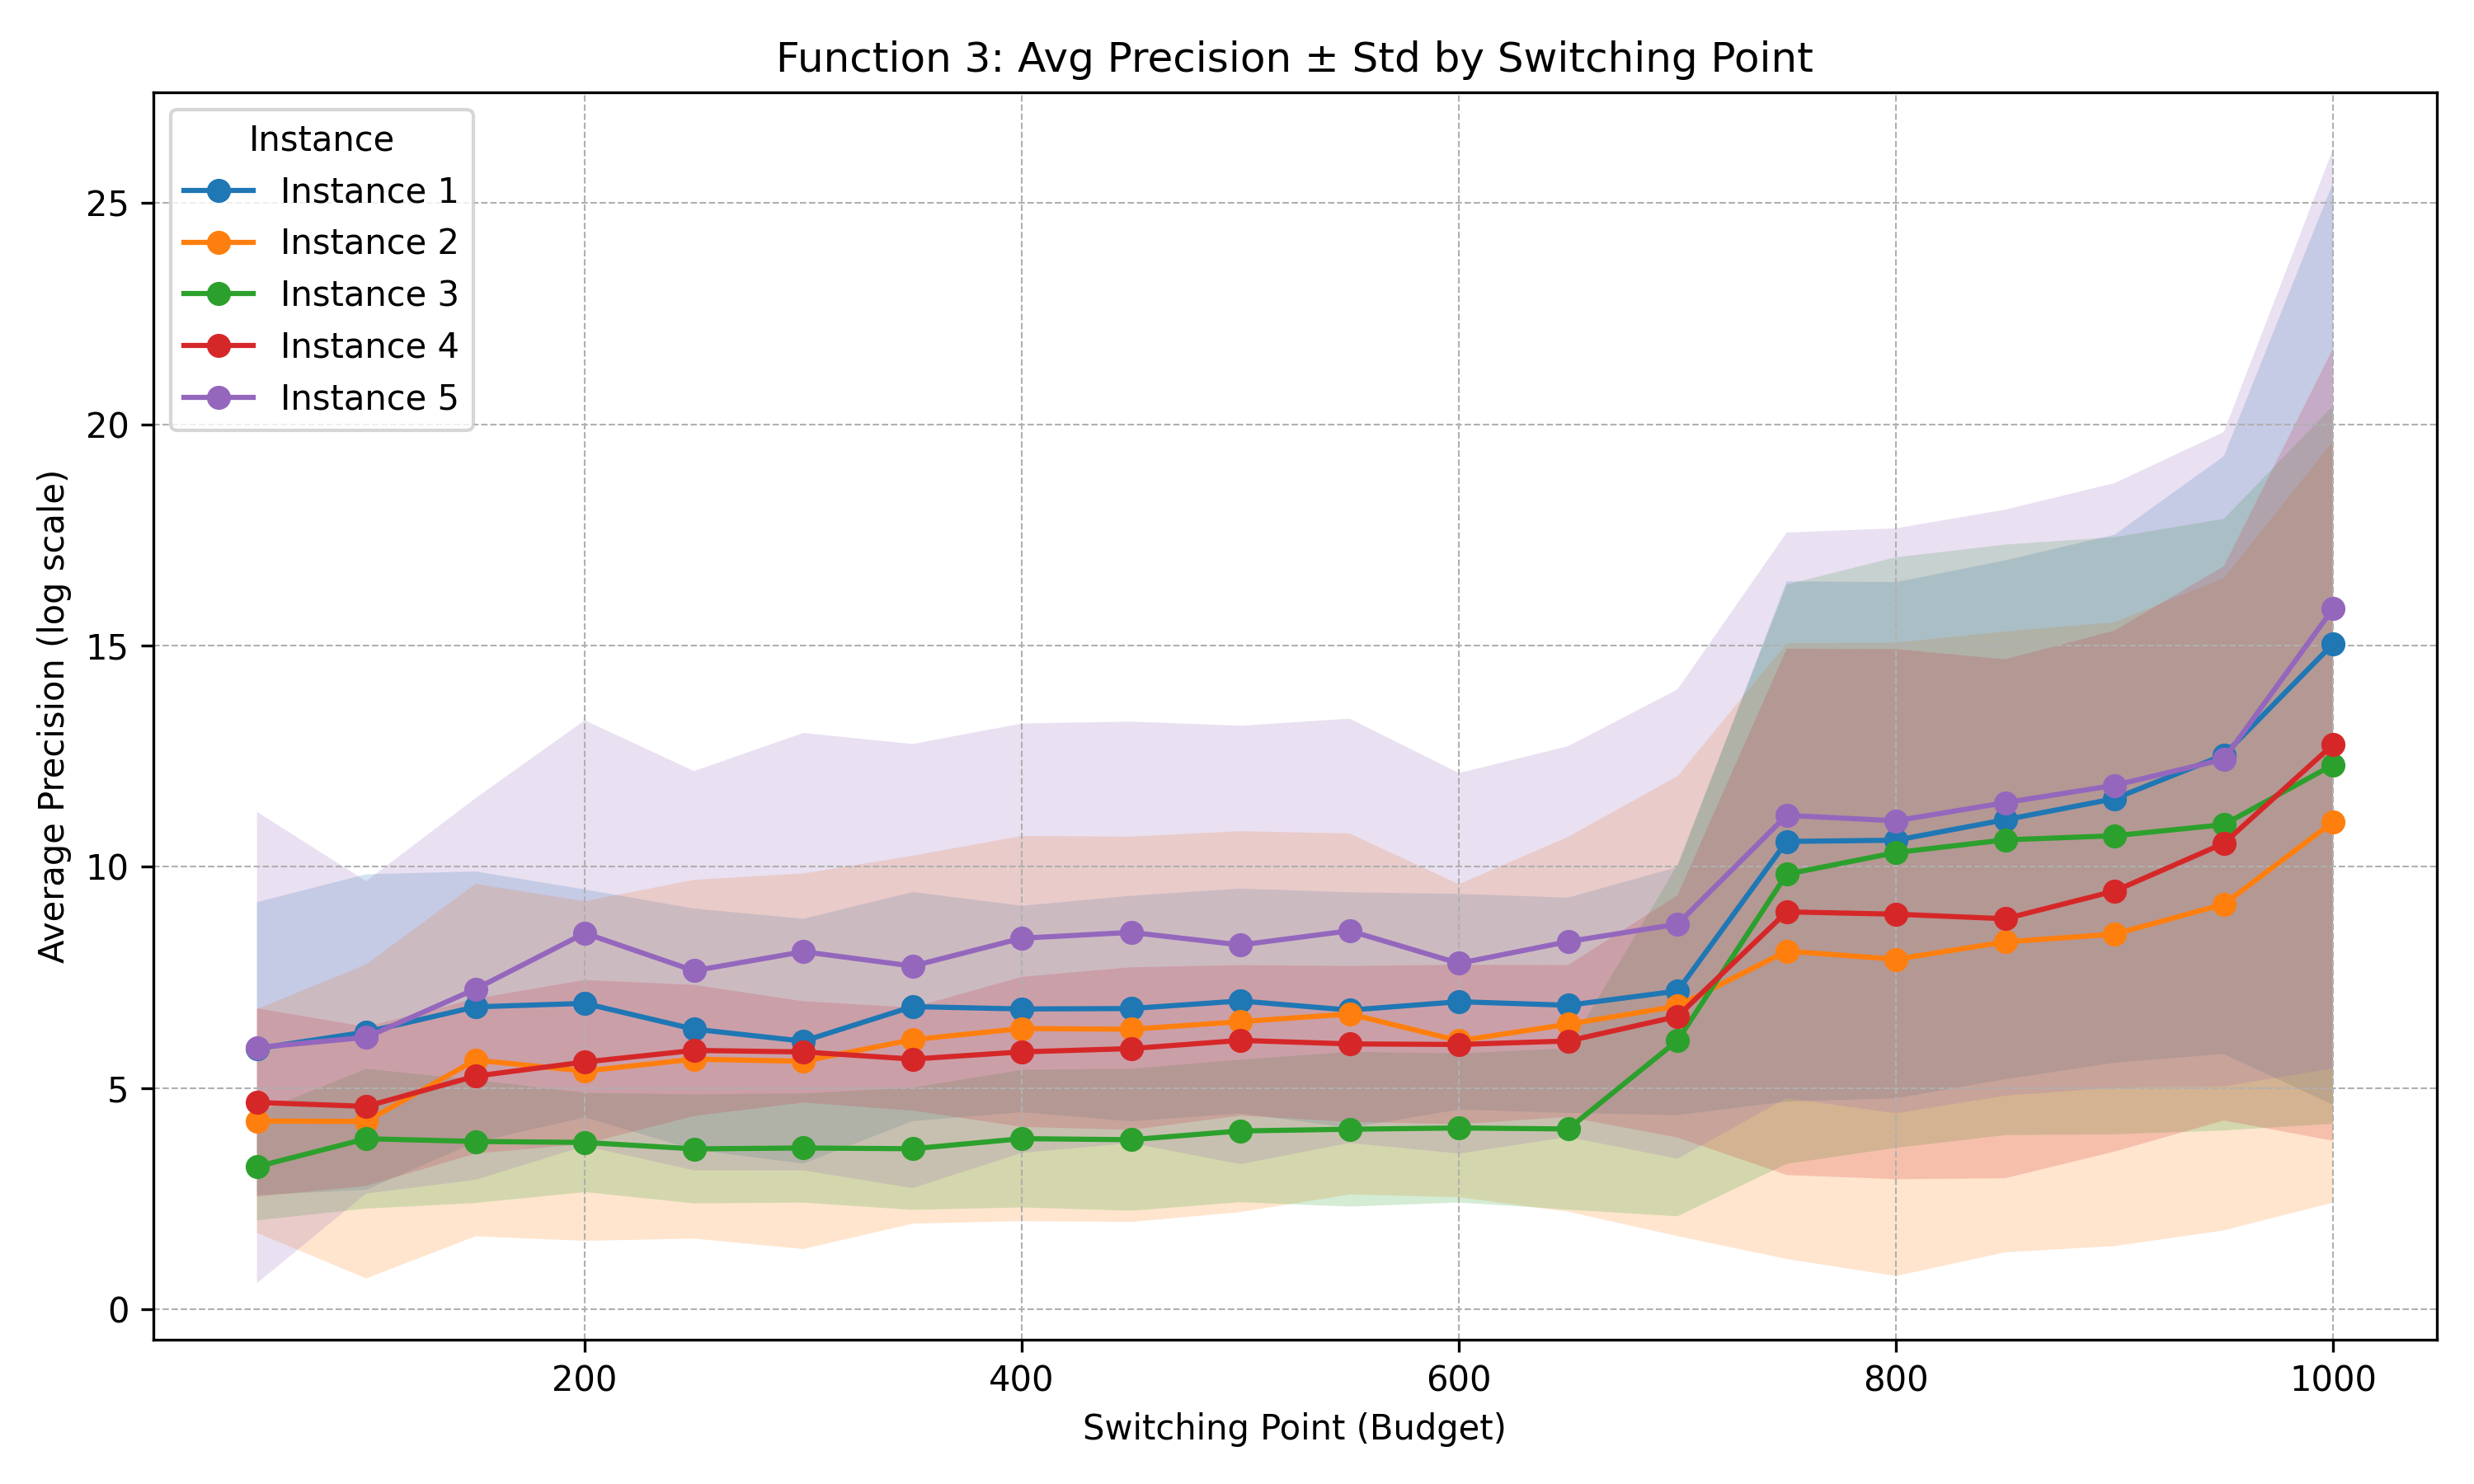 Function 3: Avg Precision ± Std by Switching Point
Instance
Instance 1
Instance 2
Instance 3
Instance 4
Instance 5
Average Precision (log scale)
25
20
15
10
5
0
200
400
600
800
1000
Switching Point (Budget)